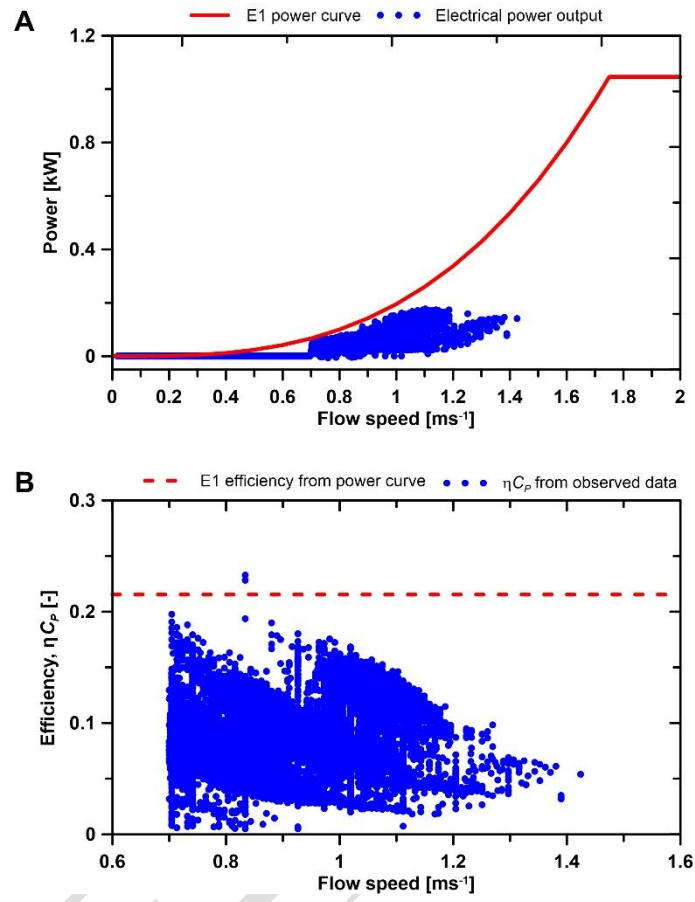 A
E1 power curve
Electrical power output
1.2
0.8
0.4
0
Power [kW]
0 0.2 0.4 0.6 0.8 1 1.2 1.4 1.6 1.8 2
Flow speed [ms-1]
B
E1 efficiency from power curve
ηCP from observed data
0.3
0.2
0.1
0
Efficiency, ηCP [-]
0.6 0.8 1 1.2 1.4 1.6
Flow speed [ms-1]